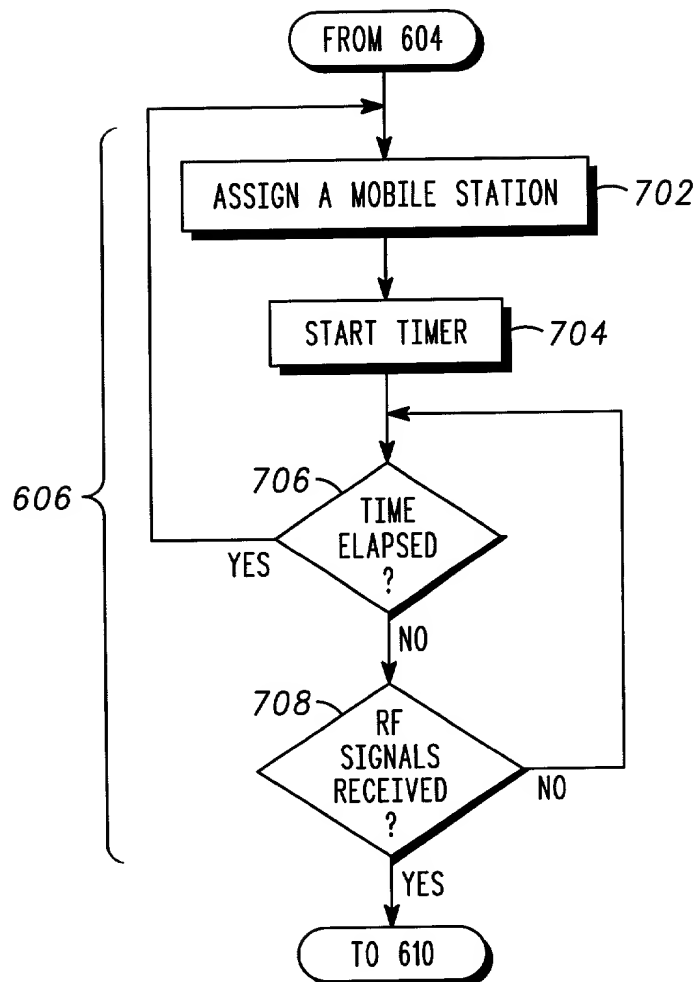 FROM 604
ASSIGN A MOBILE STATION
702
START TIMER
704
606
706
TIME
ELAPSED
?
YES
NO
708
RF
SIGNALS
RECEIVED
?
NO
YES
TO 610